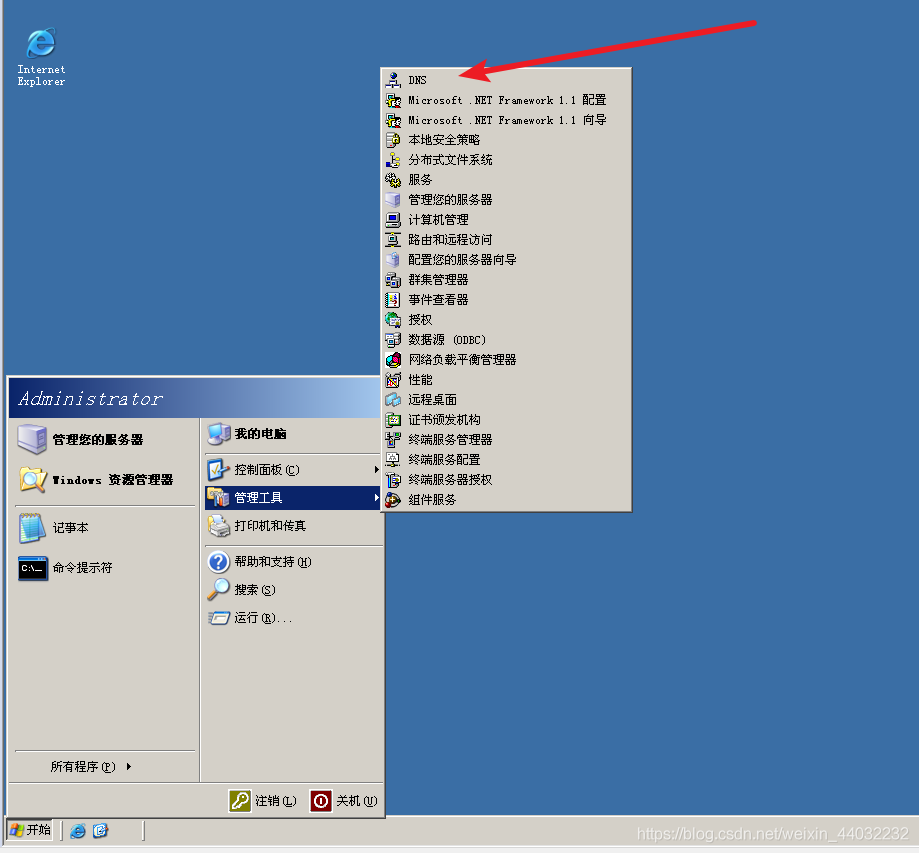 Internet
Explorer
DNS
Microsoft .NET Framework 1.1 配置
Microsoft .NET Framework 1.1 向导
本地安全策略
分布式文件系统
服务
管理您的服务器
计算机管理
路由和远程访问
配置您的服务器向导
群集管理器
事件查看器
授权
数据源 (ODBC)
网络负载平衡管理器
性能
远程桌面
证书颁发机构
终端服务管理器
终端服务配置
终端服务器授权
组件服务
Administrator
管理您的服务器
Windows 资源管理器
记事本
命令提示符
C:\_
所有程序(P)
我的电脑
控制面板(C)
管理工具
打印机和传真
帮助和支持(H)
搜索(S)
运行(R)...
注销(L)
关机(U)
开始
https://blog.csdn.net/weixin_44032232